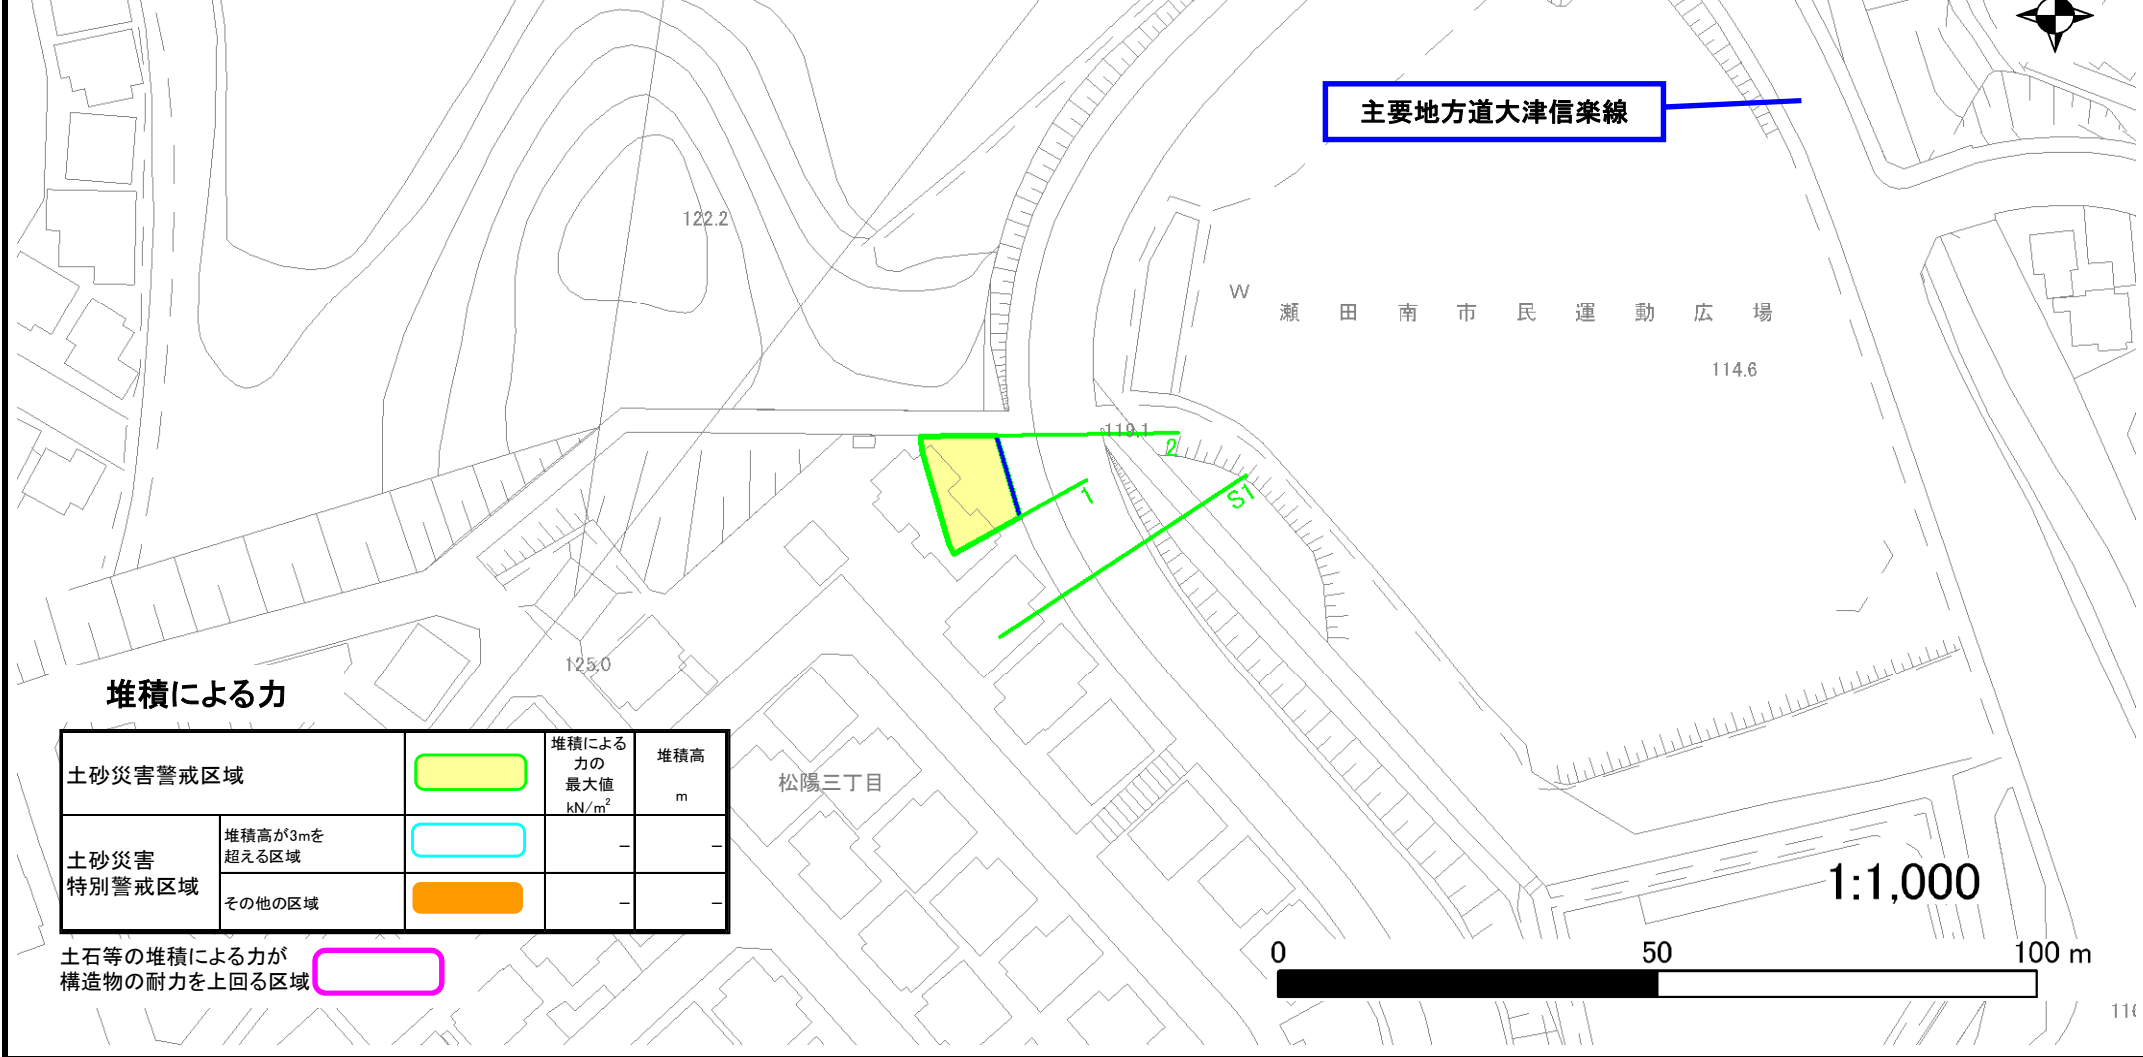 主要地方道大津信楽線
122.2
W
瀬田南市民運動広場
114.6
119.1
2
1
S1
125.0
堆積による力
土砂災害警戒区域
堆積による
力の
最大値
kN/m²
堆積高
m
松陽三丁目
土砂災害
特別警戒区域
堆積高が3mを
超える区域
－ －
その他の区域
－ －
1:1,000
土石等の堆積による力が
構造物の耐力を上回る区域
0 50 100 m